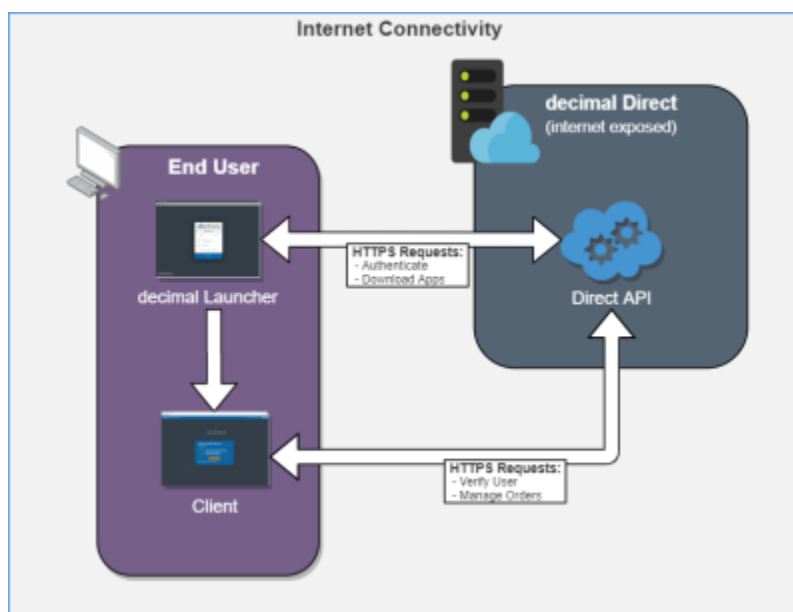 Internet Connectivity
decimal Direct
(internet exposed)
End User
HTTPS Requests:
- Authenticate
- Download Apps
decimal Launcher
Direct API
HTTPS Requests:
- Verify User
- Manage Orders
Client